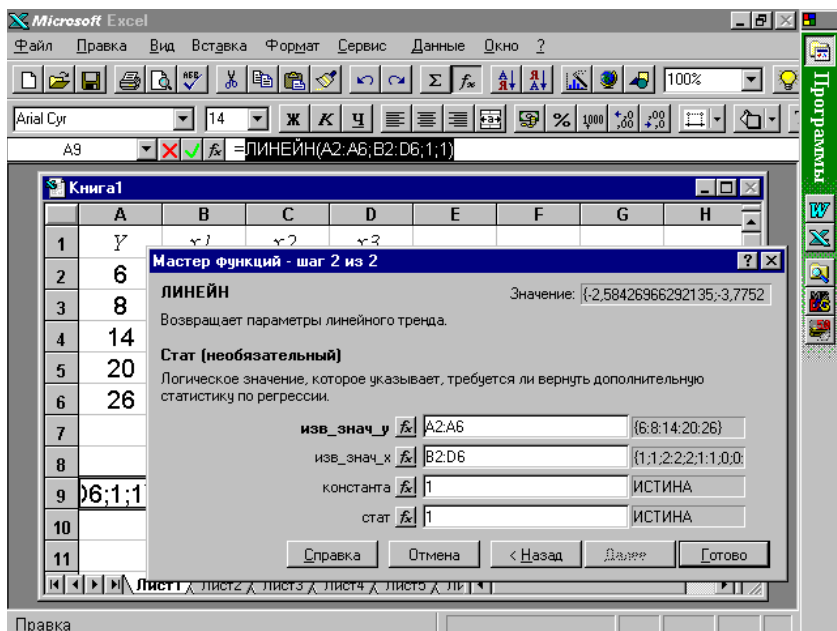 Microsoft Excel
Файл Правка Вид Вставка Формат Сервис Данные Окно ?
100%
Программы
Arial Cyr 14 Ж К Ч % 1000
A9 =ЛИНЕЙН(A2:A6;B2:D6;1;1)
Книга1
A B C D E F G H
1 Y x1 x2 x3
Мастер функций - шаг 2 из 2
2 6
ЛИНЕЙН Значение: {-2,58426966292135;-3,7752
3 8
Возвращает параметры линейного тренда.
4 14
Стат (необязательный)
5 20
Логическое значение, которое указывает, требуется ли вернуть дополнительную
статистику по регрессии.
6 26
изв_знач_y A2:A6 {6:8:14:20:26}
7
изв_знач_x B2:D6 {1;1;2:2;2;1:1;0;0:
8
константа 1 ИСТИНА
9 D6;1;1
стат 1 ИСТИНА
10
Справка Отмена < Назад Далее Готово
11
Лист1 Лист2 Лист3 Лист4 Лист5
Правка